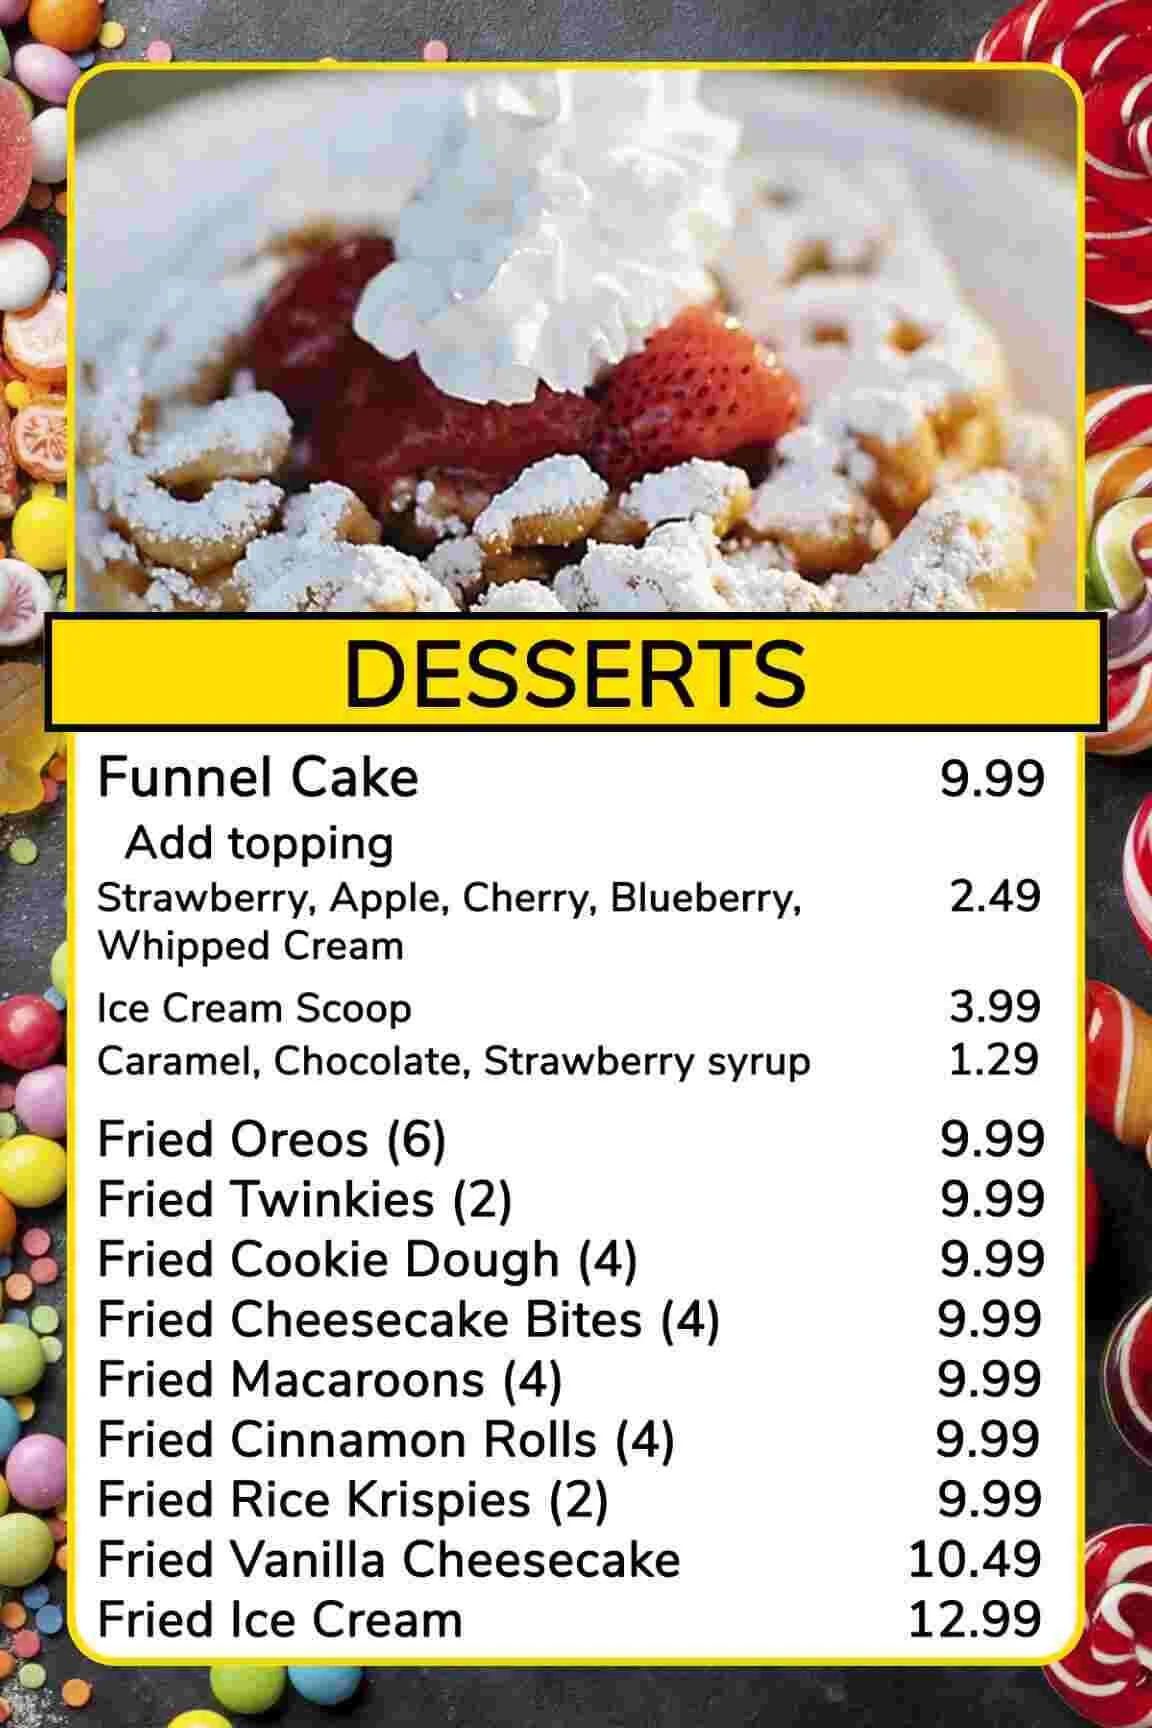 DESSERTS
Funnel Cake 9.99
Add topping
Strawberry, Apple, Cherry, Blueberry, 2.49
Whipped Cream
Ice Cream Scoop 3.99
Caramel, Chocolate, Strawberry syrup 1.29
Fried Oreos (6) 9.99
Fried Twinkies (2) 9.99
Fried Cookie Dough (4) 9.99
Fried Cheesecake Bites (4) 9.99
Fried Macaroons (4) 9.99
Fried Cinnamon Rolls (4) 9.99
Fried Rice Krispies (2) 9.99
Fried Vanilla Cheesecake 10.49
Fried Ice Cream 12.99